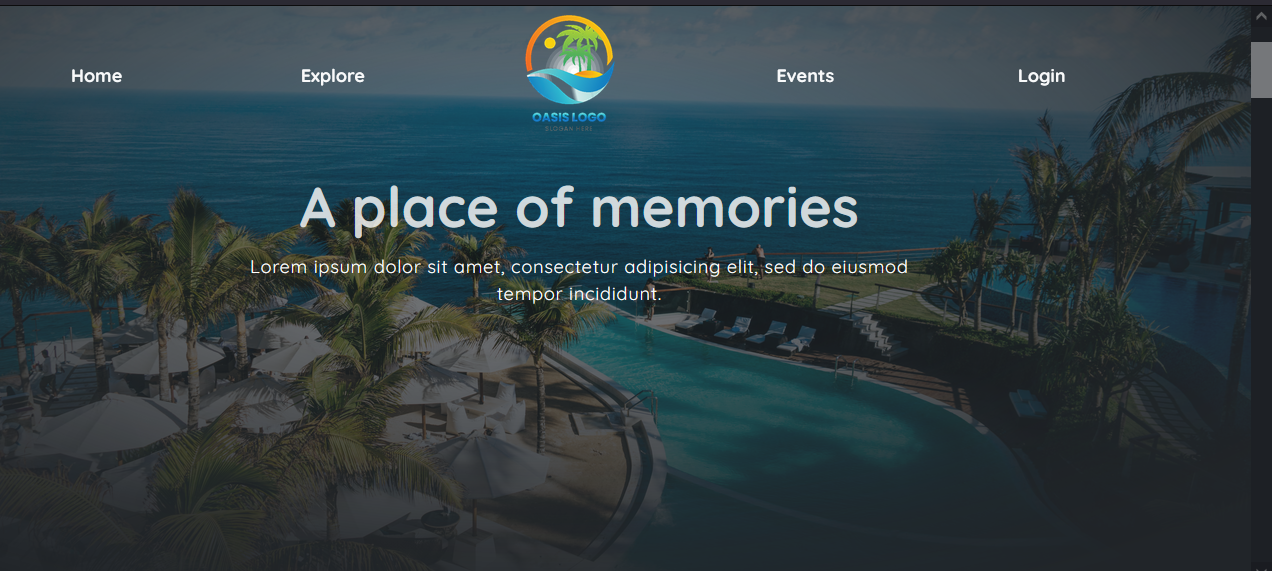 Home Explore Events Login
OASIS LOGO
SLOGAN HERE
A place of memories
Lorem ipsum dolor sit amet, consectetur adipisicing elit, sed do eiusmod
tempor incididunt.